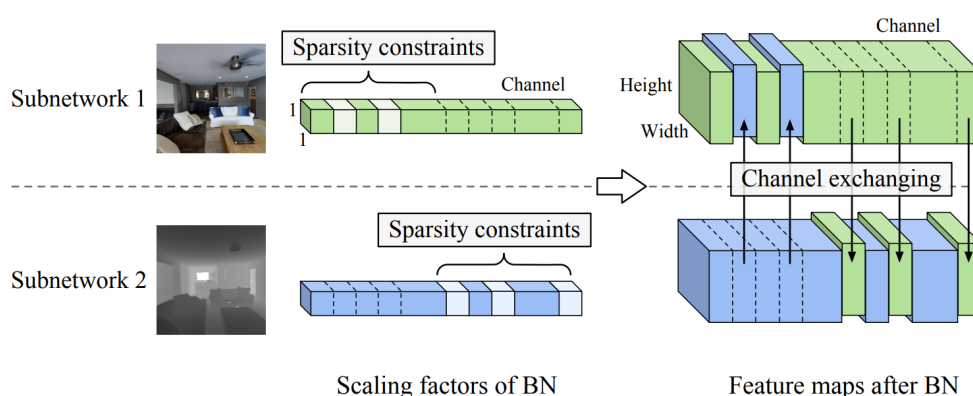 Sparsity constraints
Channel
Subnetwork 1
1
1
Channel
Height
Width
Channel exchanging
Sparsity constraints
Subnetwork 2
Scaling factors of BN
Feature maps after BN